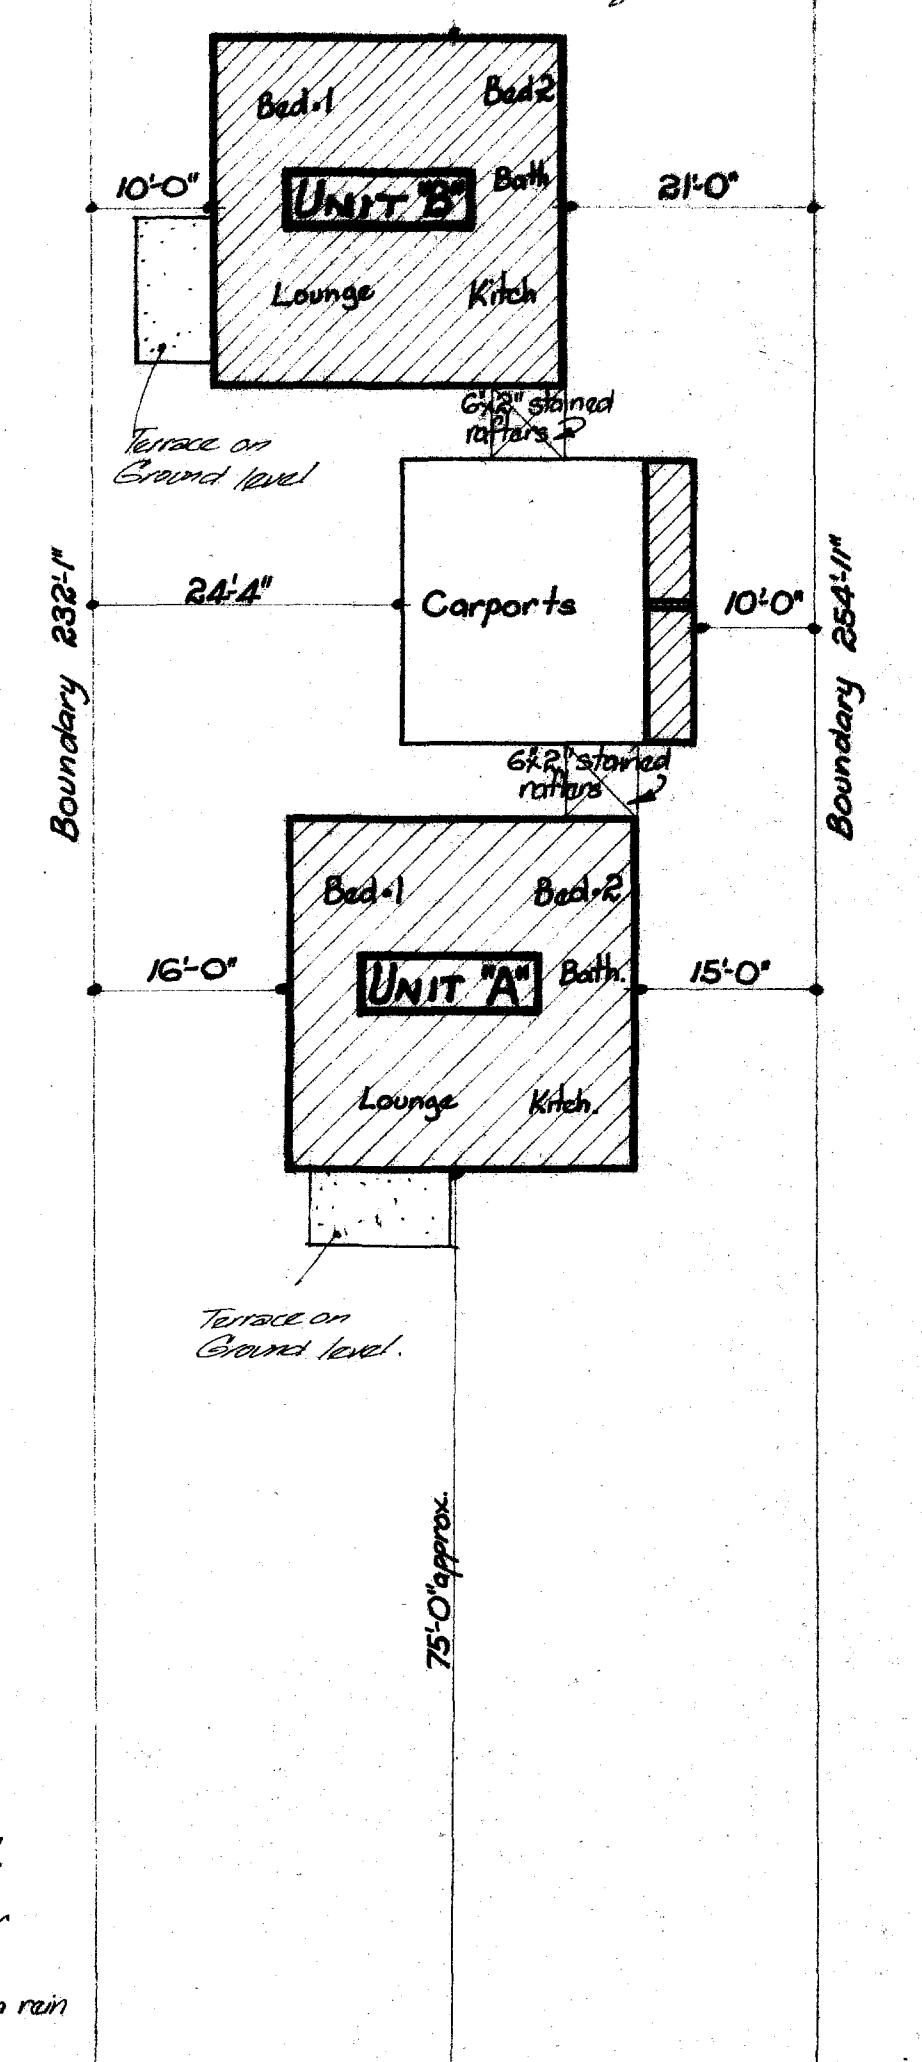 Bed.1
Bed2
10'-0"
UNIT "B"
Bath
21'-0"
Lounge
Kitch
6"x2" stained
rafters
Terrace on
Ground level
Boundary 232'-1"
24'-4"
Carports
10'-0"
Boundary 254'-11"
6"x2" stained
rafters
Bed.1
Bed.2
16'-0"
UNIT "A"
Bath.
15'-0"
Lounge
Kitch.
Terrace on
Ground level.
75'-0" approx.
rain